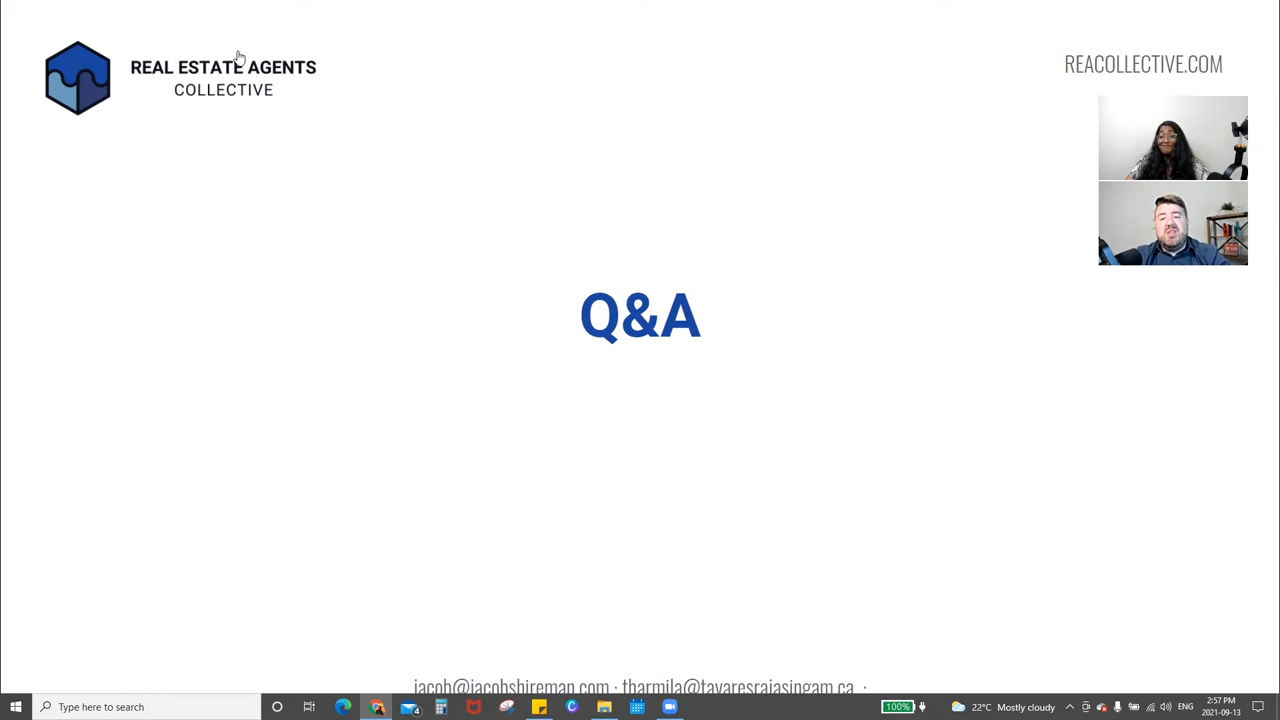 REAL ESTATE AGENTS
COLLECTIVE
REACOLLECTIVE.COM
Q&A
jacob@jacobshireman.com · tharmila@tavaresrajasingam.ca ·
Type here to search
4
100%
22°C Mostly cloudy
ENG
2:57 PM
2021-09-13